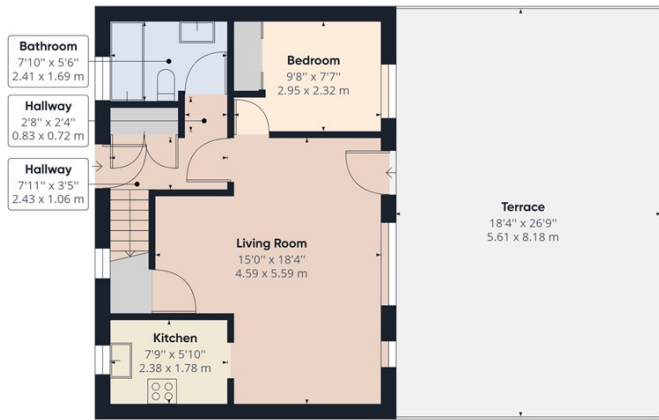 Bathroom
7'10" x 5'6"
2.41 x 1.69 m
Hallway
2'8" x 2'4"
0.83 x 0.72 m
Hallway
7'11" x 3'5"
2.43 x 1.06 m
Bedroom
9'8" x 7'7"
2.95 x 2.32 m
Living Room
15'0" x 18'4"
4.59 x 5.59 m
Kitchen
7'9" x 5'10"
2.38 x 1.78 m
Terrace
18'4" x 26'9"
5.61 x 8.18 m